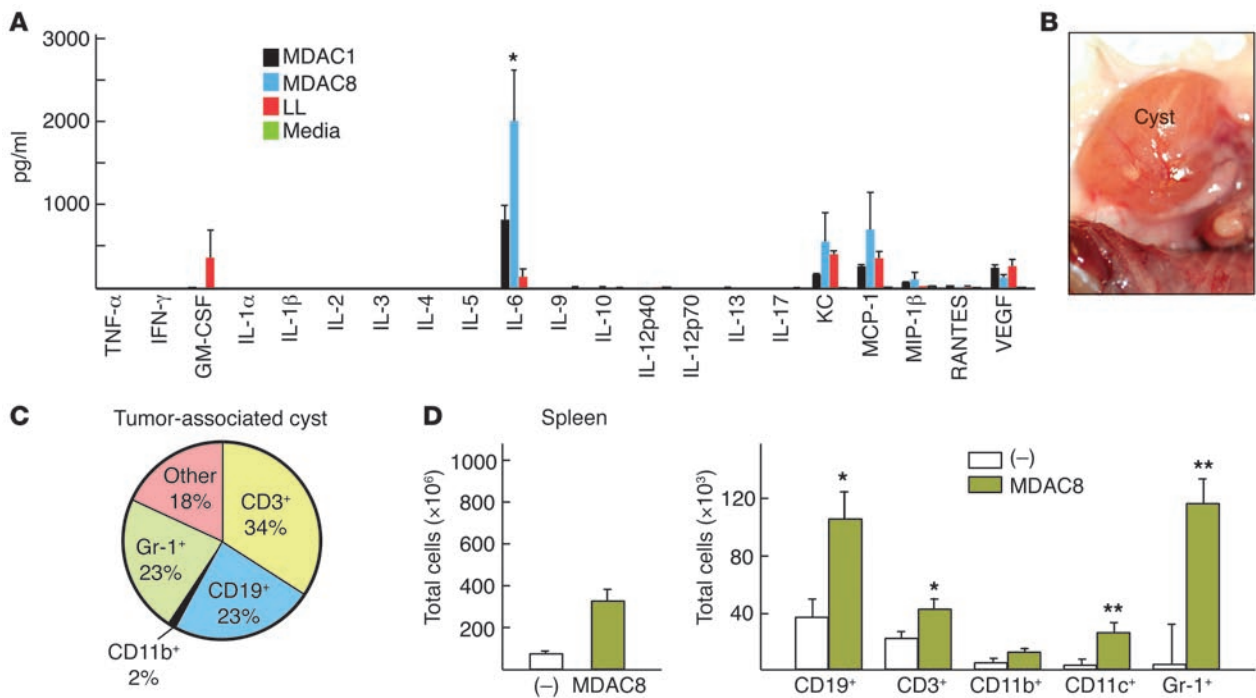 A
3000
2000
1000
pg/ml
*
MDAC1
MDAC8
LL
Media
TNF-α
IFN-γ
GM-CSF
IL-1α
IL-1β
IL-2
IL-3
IL-4
IL-5
IL-6
IL-9
IL-10
IL-12p40
IL-12p70
IL-13
IL-17
KC
MCP-1
MIP-1β
RANTES
VEGF
B
Cyst
C
Tumor-associated cyst
Other
18%
CD3⁺
34%
Gr-1⁺
23%
CD19⁺
23%
CD11b⁺
2%
D
Spleen
Total cells (×10⁶)
1000
800
600
400
200
(–) MDAC8
Total cells (×10³)
120
80
40
(–)
MDAC8
*
*
**
**
CD19⁺ CD3⁺ CD11b⁺ CD11c⁺ Gr-1⁺